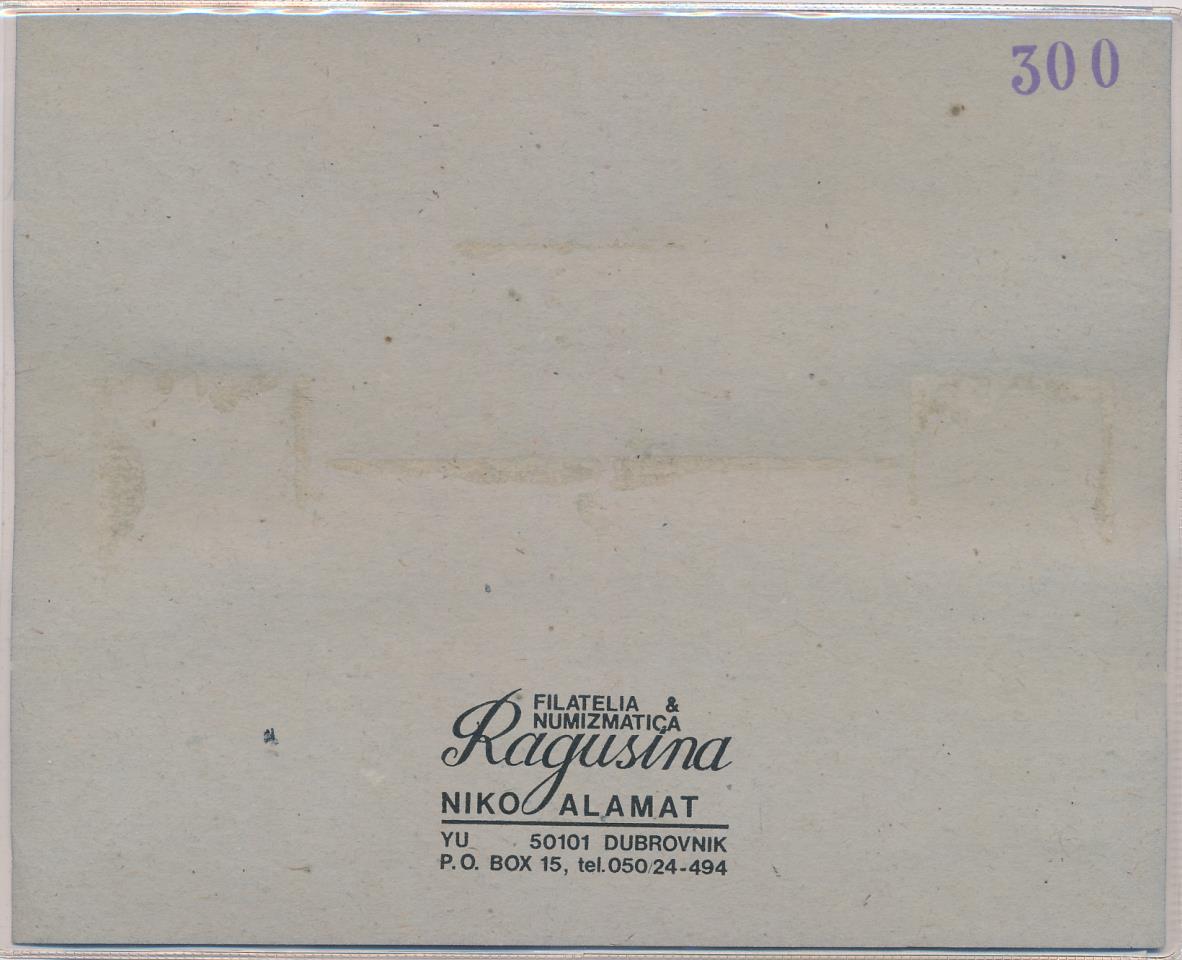 300
FILATELIA &
NUMIZMATICA
Ragusina
NIKO ALAMAT
YU 50101 DUBROVNIK
P.O. BOX 15, tel. 050/24-494